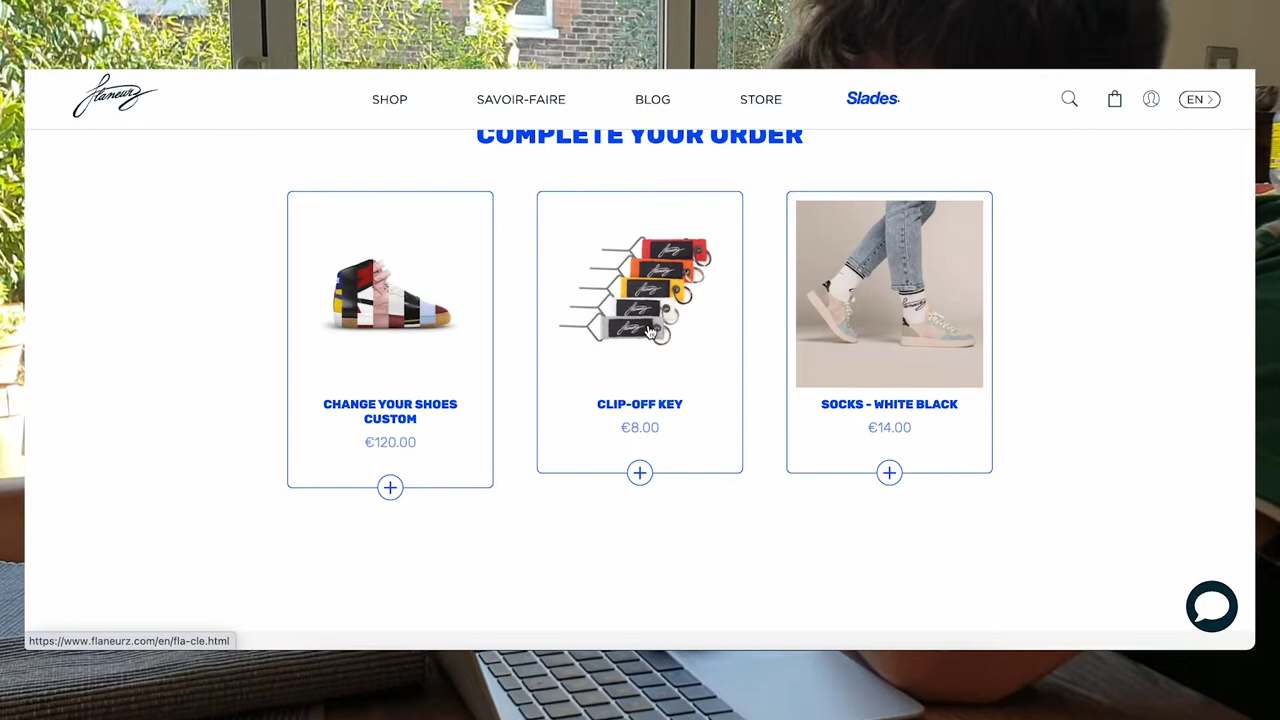 flaneurz
SHOP
SAVOIR-FAIRE
BLOG
STORE
Slades.
EN >
COMPLETE YOUR ORDER
CHANGE YOUR SHOES
CUSTOM
€120.00
CLIP-OFF KEY
€8.00
SOCKS - WHITE BLACK
€14.00
https://www.flaneurz.com/en/fla-cle.html